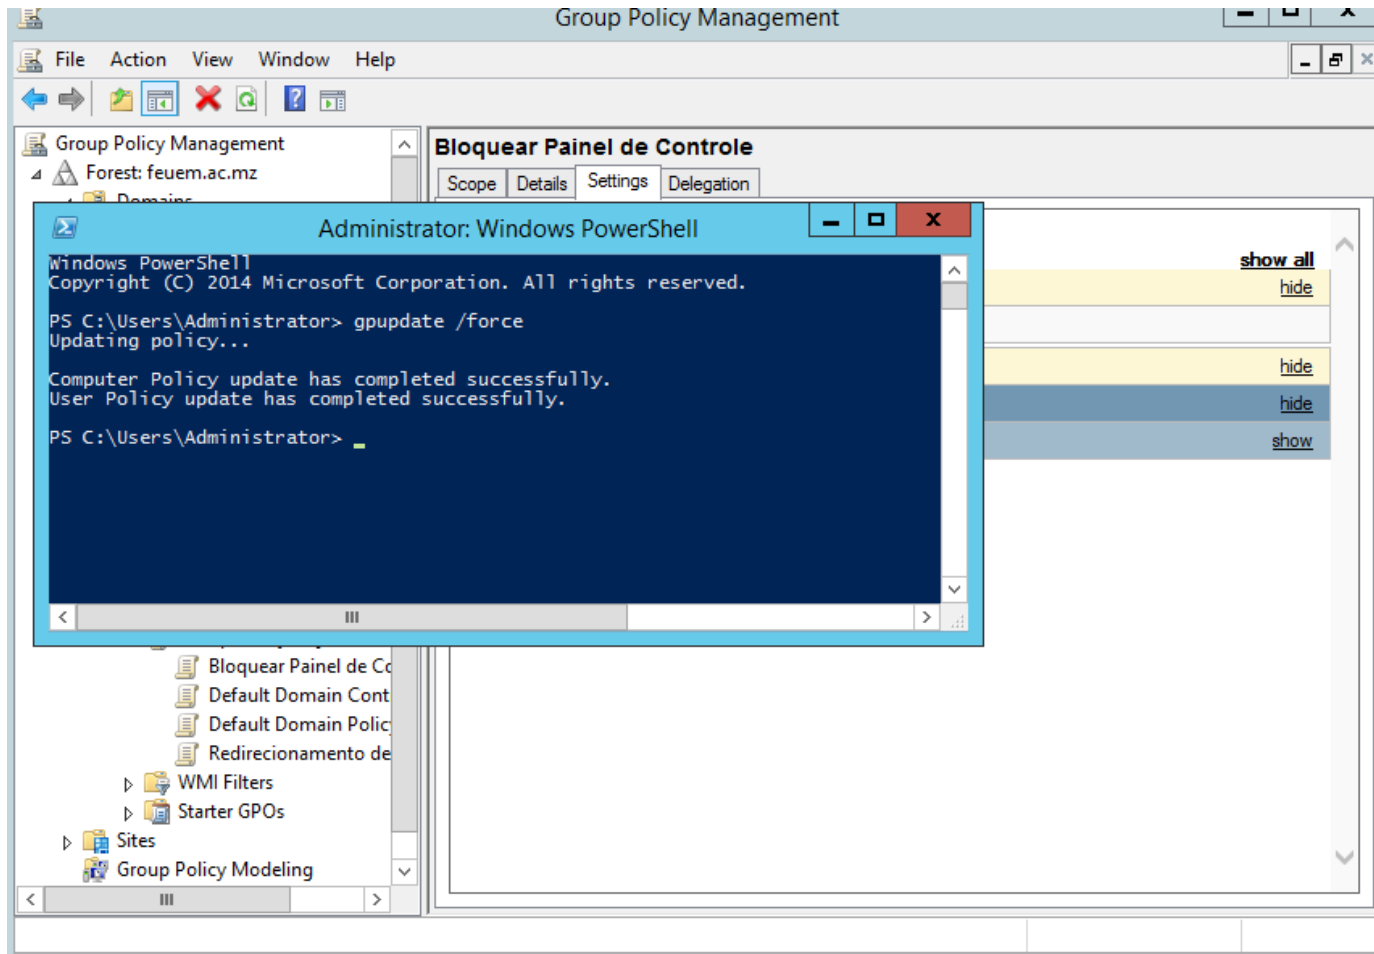 Group Policy Management
File Action View Window Help
Group Policy Management
Forest: feuem.ac.mz
Domains
Bloquear Painel de Controle
Scope Details Settings Delegation
Administrator: Windows PowerShell
Windows PowerShell
Copyright (C) 2014 Microsoft Corporation. All rights reserved.
PS C:\Users\Administrator> gpupdate /force
Updating policy...
Computer Policy update has completed successfully.
User Policy update has completed successfully.
PS C:\Users\Administrator>
show all
hide
hide
hide
show
Bloquear Painel de Co
Default Domain Cont
Default Domain Policy
Redirecionamento de
WMI Filters
Starter GPOs
Sites
Group Policy Modeling